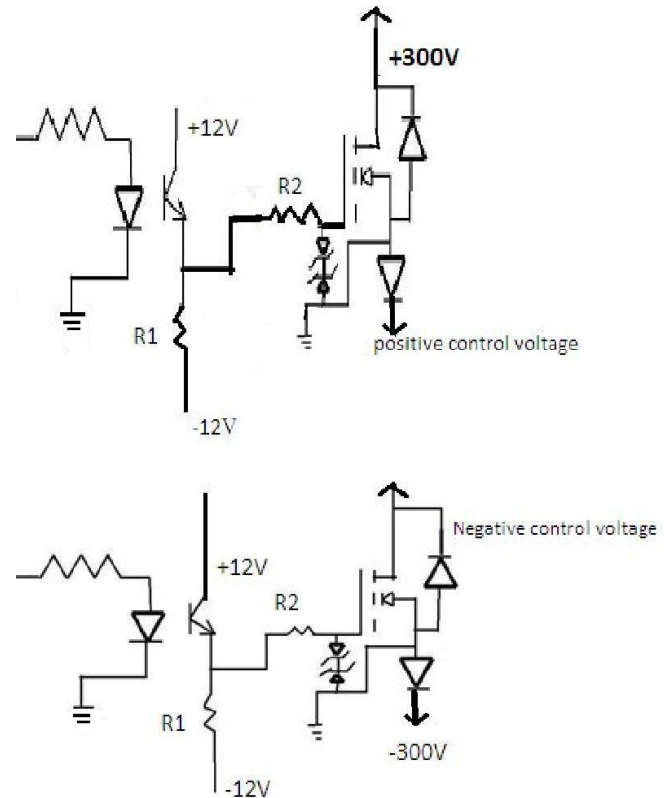 +300V
+12V
R2
R1
positive control voltage
-12V
Negative control voltage
+12V
R2
R1
-300V
-12V